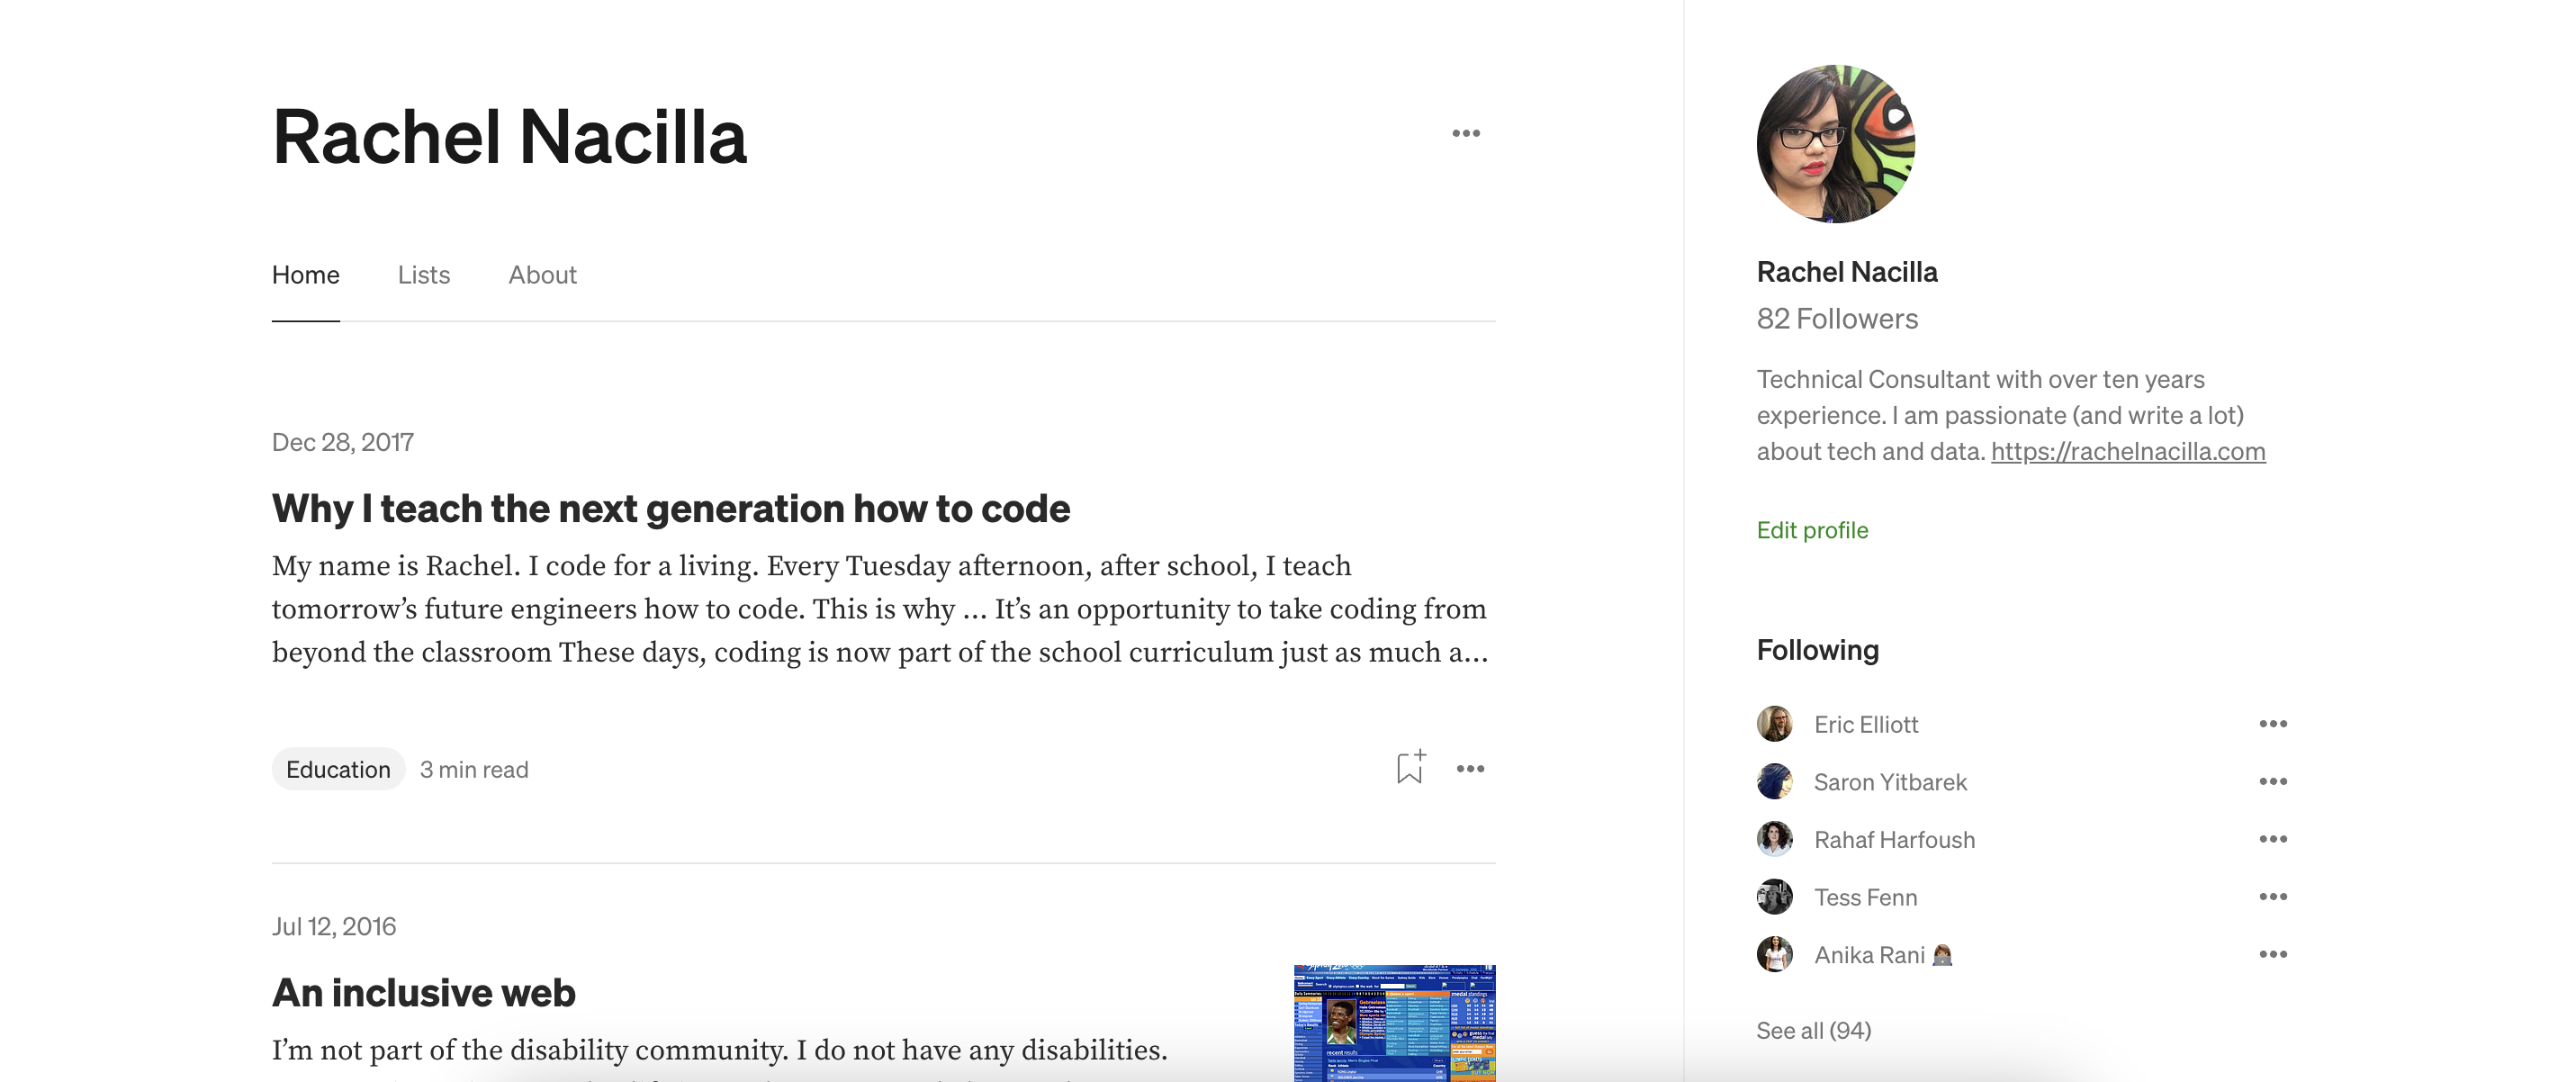 Rachel Nacilla
Home
Lists
About
Dec 28, 2017
Why I teach the next generation how to code
My name is Rachel. I code for a living. Every Tuesday afternoon, after school, I teach
tomorrow’s future engineers how to code. This is why … It’s an opportunity to take coding from
beyond the classroom These days, coding is now part of the school curriculum just as much a…
Education
3 min read
Jul 12, 2016
An inclusive web
I’m not part of the disability community. I do not have any disabilities.
medal standings
recent results
Rachel Nacilla
82 Followers
Technical Consultant with over ten years
experience. I am passionate (and write a lot)
about tech and data. https://rachelnacilla.com
Edit profile
Following
Eric Elliott
Saron Yitbarek
Rahaf Harfoush
Tess Fenn
Anika Rani 👩🏽‍💻
See all (94)